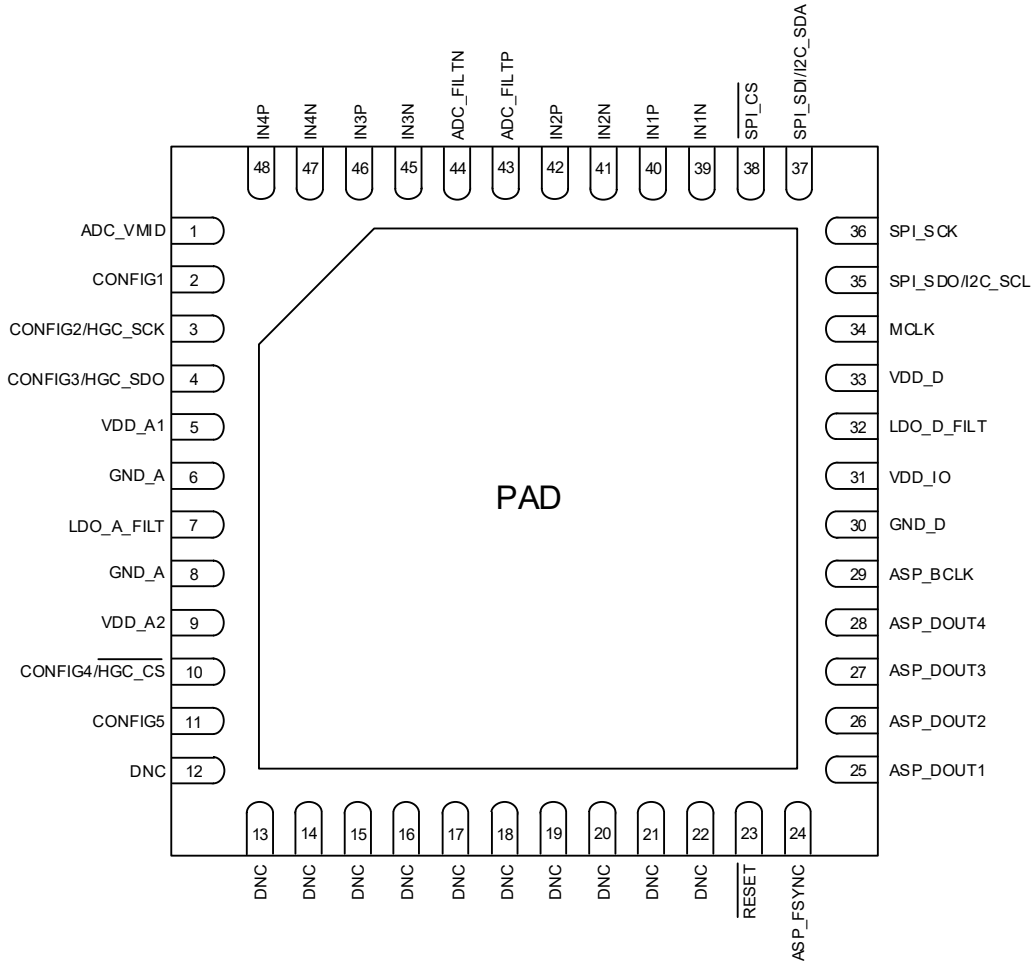 IN4P
IN4N
IN3P
IN3N
ADC_FILTN
ADC_FILTP
IN2P
IN2N
IN1P
IN1N
SPI_CS
SPI_SDI/I2C_SDA
48 47 46 45 44 43 42 41 40 39 38 37
ADC_VMID 1
CONFIG1 2
CONFIG2/HGC_SCK 3
CONFIG3/HGC_SDO 4
VDD_A1 5
GND_A 6
LDO_A_FILT 7
GND_A 8
VDD_A2 9
CONFIG4/HGC_CS 10
CONFIG5 11
DNC 12
PAD
36 SPI_SCK
35 SPI_SDO/I2C_SCL
34 MCLK
33 VDD_D
32 LDO_D_FILT
31 VDD_IO
30 GND_D
29 ASP_BCLK
28 ASP_DOUT4
27 ASP_DOUT3
26 ASP_DOUT2
25 ASP_DOUT1
13 14 15 16 17 18 19 20 21 22 23 24
DNC
DNC
DNC
DNC
DNC
DNC
DNC
DNC
DNC
DNC
RESET
ASP_FSYNC